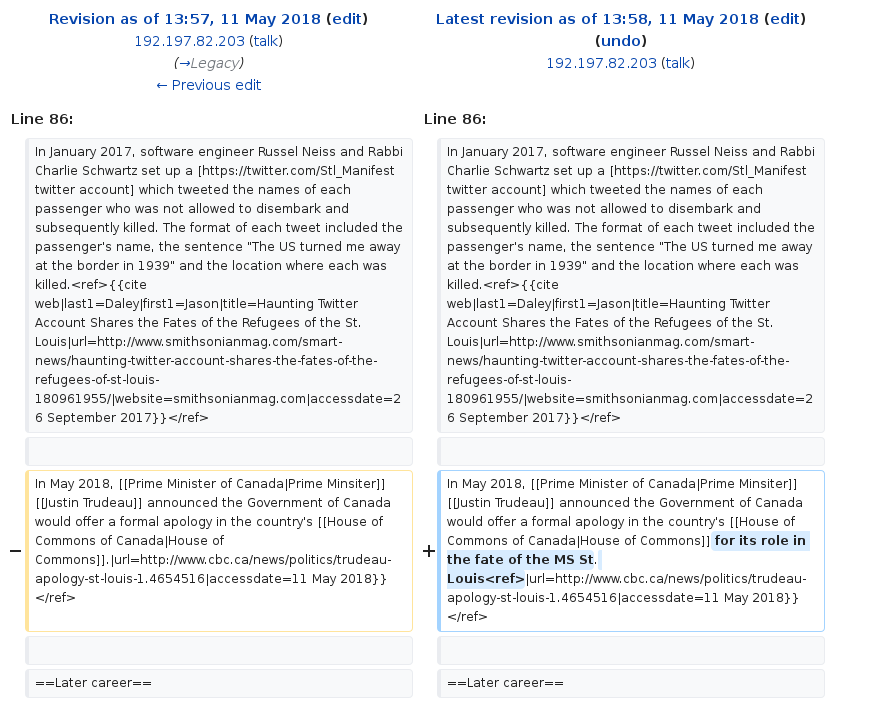 Revision as of 13:57, 11 May 2018 (edit)
192.197.82.203 (talk)
(→Legacy)
← Previous edit
Latest revision as of 13:58, 11 May 2018 (edit)
(undo)
192.197.82.203 (talk)
Line 86:
Line 86:
In January 2017, software engineer Russel Neiss and Rabbi
Charlie Schwartz set up a [https://twitter.com/Stl_Manifest
twitter account] which tweeted the names of each
passenger who was not allowed to disembark and
subsequently killed. The format of each tweet included the
passenger's name, the sentence "The US turned me away
at the border in 1939" and the location where each was
killed.<ref>{{cite
web|last1=Daley|first1=Jason|title=Haunting Twitter
Account Shares the Fates of the Refugees of the St.
Louis|url=http://www.smithsonianmag.com/smart-
news/haunting-twitter-account-shares-the-fates-of-the-
refugees-of-st-louis-
180961955/|website=smithsonianmag.com|accessdate=2
6 September 2017}}</ref>
In January 2017, software engineer Russel Neiss and Rabbi
Charlie Schwartz set up a [https://twitter.com/Stl_Manifest
twitter account] which tweeted the names of each
passenger who was not allowed to disembark and
subsequently killed. The format of each tweet included the
passenger's name, the sentence "The US turned me away
at the border in 1939" and the location where each was
killed.<ref>{{cite
web|last1=Daley|first1=Jason|title=Haunting Twitter
Account Shares the Fates of the Refugees of the St.
Louis|url=http://www.smithsonianmag.com/smart-
news/haunting-twitter-account-shares-the-fates-of-the-
refugees-of-st-louis-
180961955/|website=smithsonianmag.com|accessdate=2
6 September 2017}}</ref>
−
In May 2018, [[Prime Minister of Canada|Prime Minsiter]]
[[Justin Trudeau]] announced the Government of Canada
would offer a formal apology in the country's [[House of
Commons of Canada|House of
Commons]].|url=http://www.cbc.ca/news/politics/trudeau-
apology-st-louis-1.4654516|accessdate=11 May 2018}}
</ref>
+
In May 2018, [[Prime Minister of Canada|Prime Minsiter]]
[[Justin Trudeau]] announced the Government of Canada
would offer a formal apology in the country's [[House of
Commons of Canada|House of Commons]] for its role in
the fate of the MS St.
Louis<ref>|url=http://www.cbc.ca/news/politics/trudeau-
apology-st-louis-1.4654516|accessdate=11 May 2018}}
</ref>
==Later career==
==Later career==